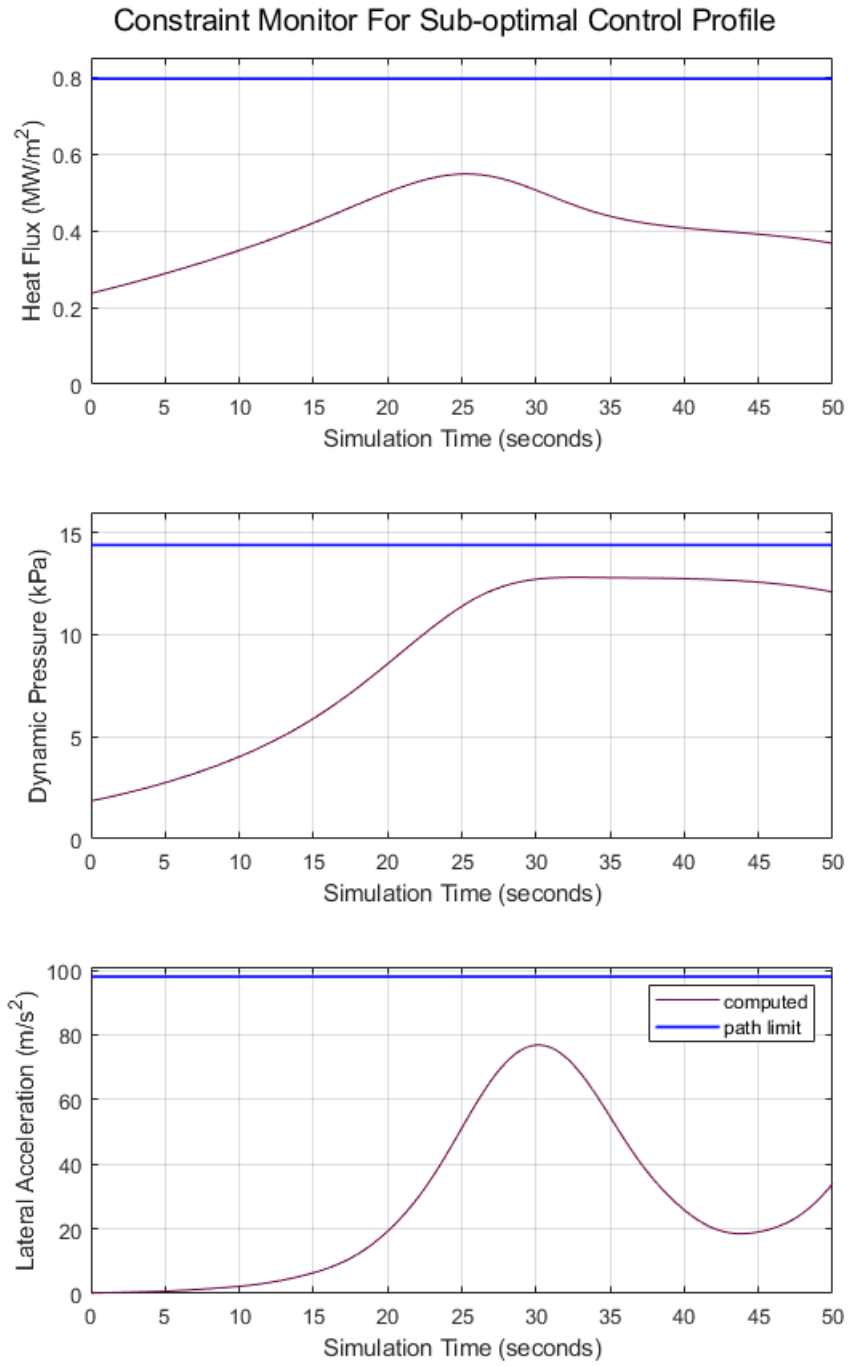 Constraint Monitor For Sub-optimal Control Profile
Heat Flux (MW/m²)
0.8
0.6
0.4
0.2
0
0 5 10 15 20 25 30 35 40 45 50
Simulation Time (seconds)
Dynamic Pressure (kPa)
15
10
5
0
0 5 10 15 20 25 30 35 40 45 50
Simulation Time (seconds)
Lateral Acceleration (m/s²)
100
80
60
40
20
0
computed
path limit
0 5 10 15 20 25 30 35 40 45 50
Simulation Time (seconds)